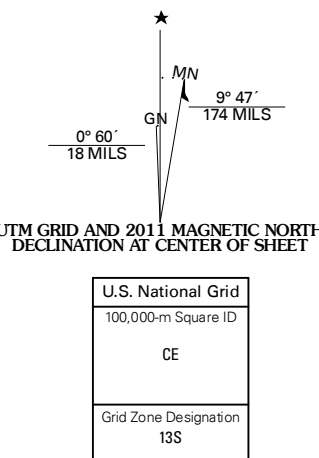 ★
MN
GN
9° 47´
174 MILS
0° 60´
18 MILS
UTM GRID AND 2011 MAGNETIC NORTH
DECLINATION AT CENTER OF SHEET
U.S. National Grid
100,000-m Square ID
CE
Grid Zone Designation
13S